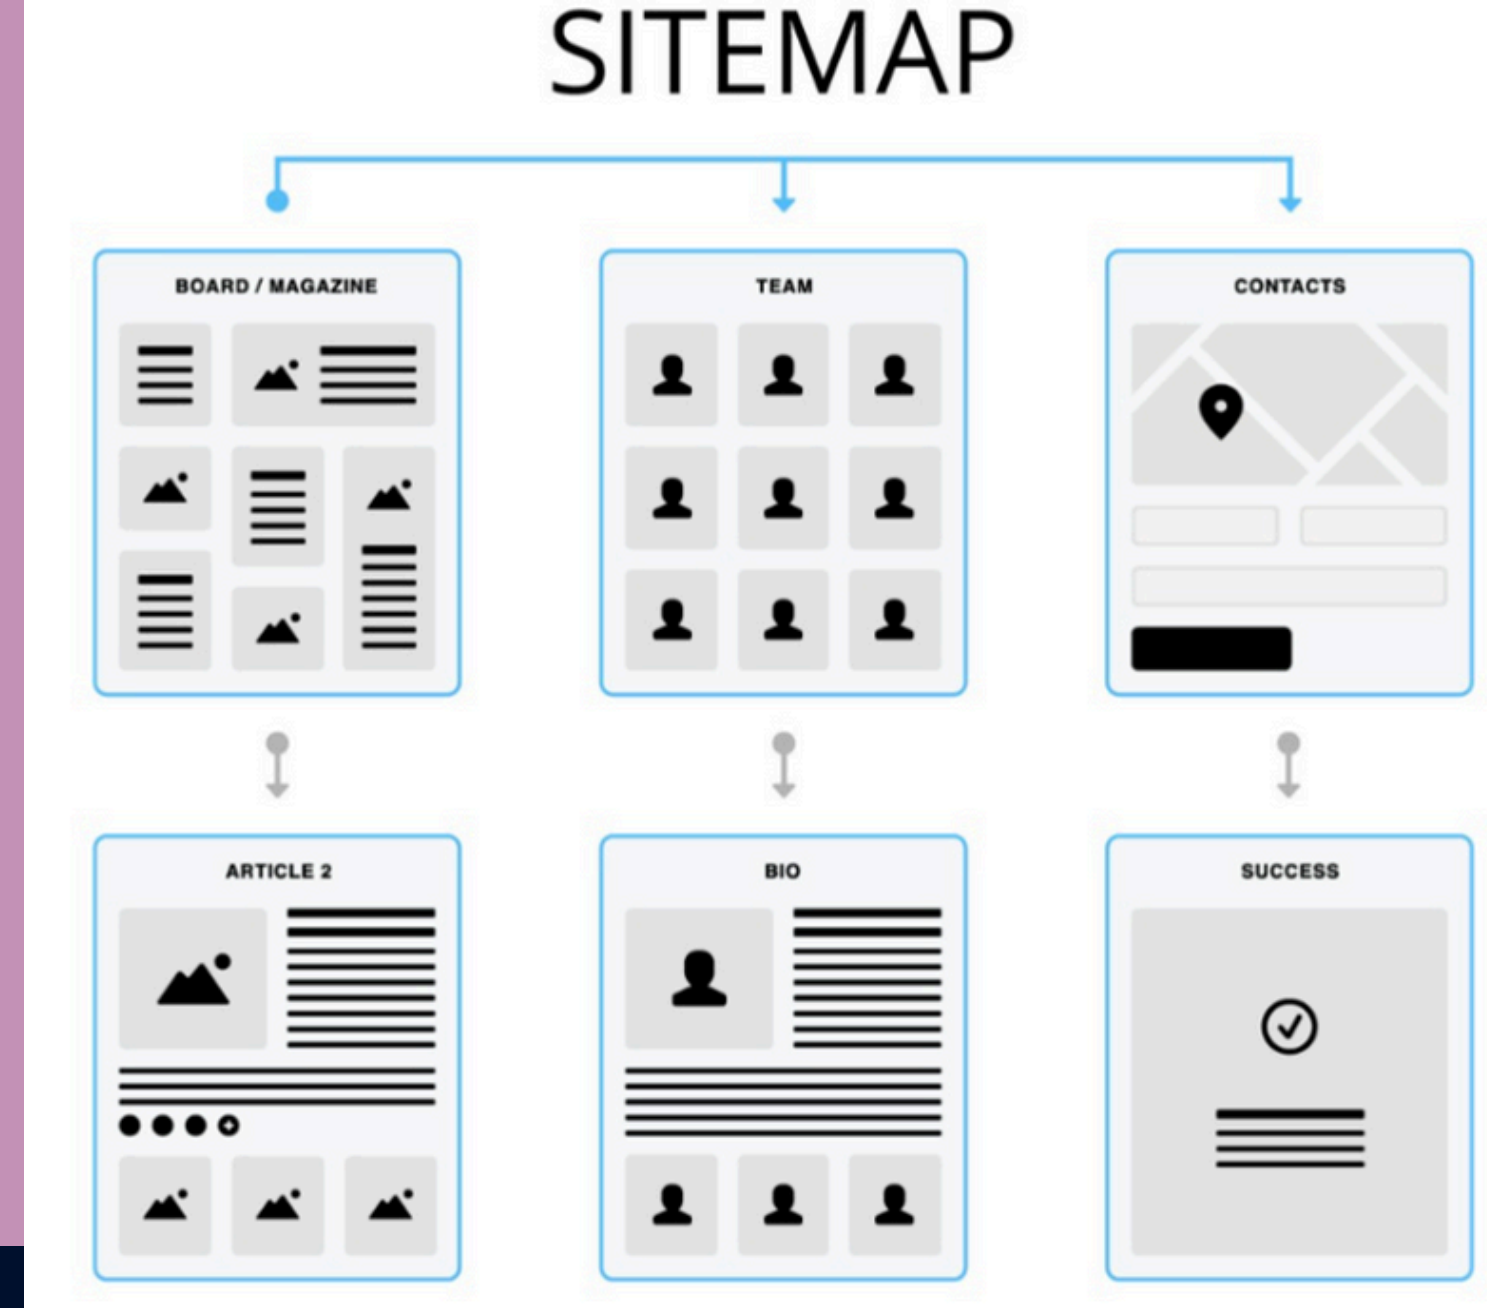 SITEMAP
BOARD / MAGAZINE
TEAM
CONTACTS
ARTICLE 2
BIO
SUCCESS